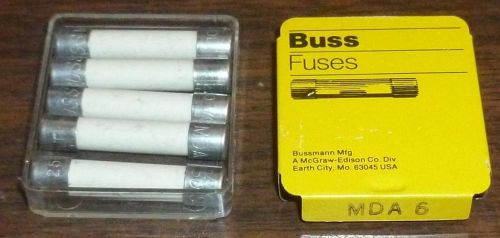 Buss
Fuses
Bussmann Mfg.
A McGraw-Edison Co. Div.
Earth City, Mo. 63045 USA
MDA 6